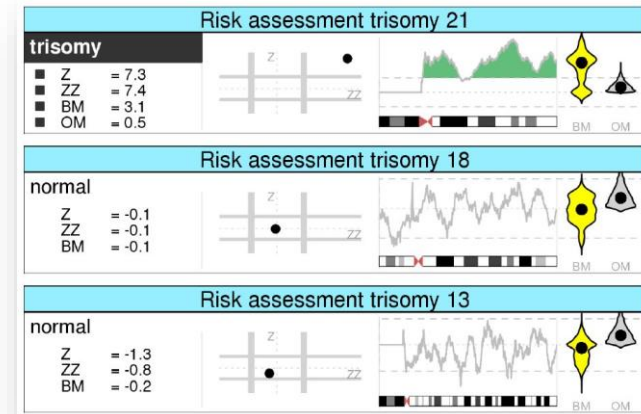 Risk assessment trisomy 21
trisomy
Z = 7.3
ZZ = 7.4
BM = 3.1
OM = 0.5
Z
ZZ
BM OM
Risk assessment trisomy 18
normal
Z = -0.1
ZZ = -0.1
BM = -0.1
Z
ZZ
BM OM
Risk assessment trisomy 13
normal
Z = -1.3
ZZ = -0.8
BM = -0.2
Z
ZZ
BM OM